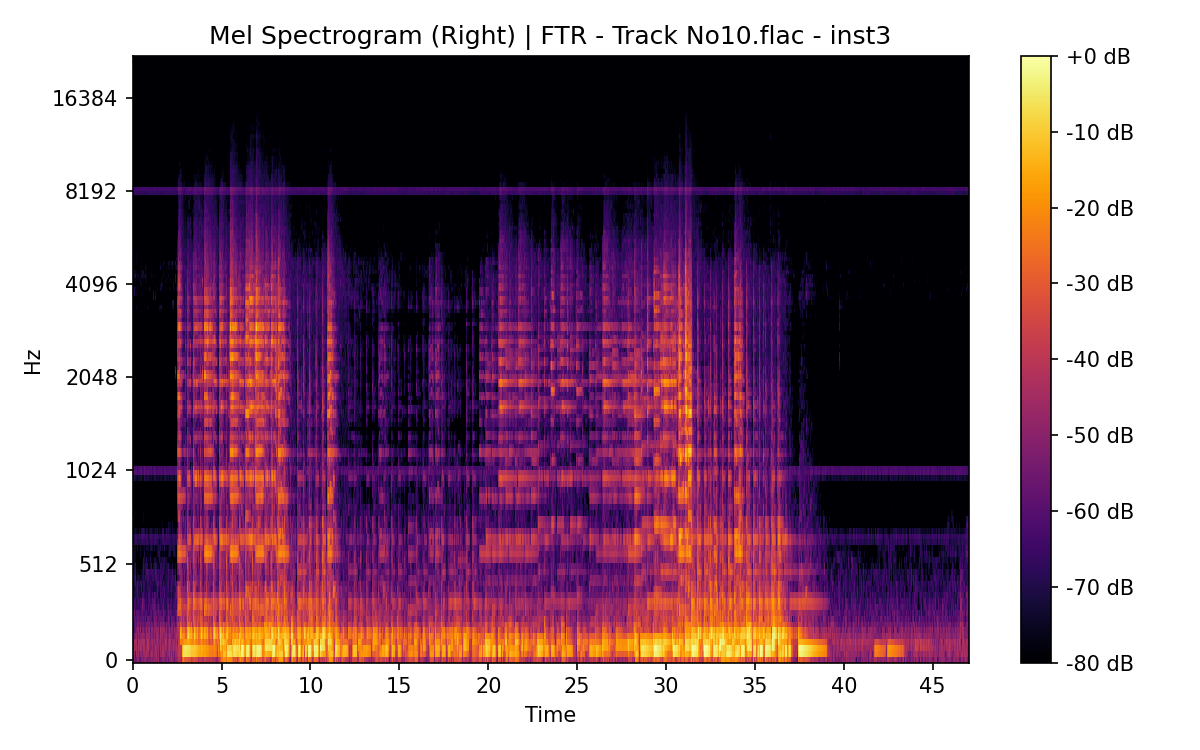 Mel Spectrogram (Right) | FTR - Track No10.flac - inst3
Hz
16384
8192
4096
2048
1024
512
0
0 5 10 15 20 25 30 35 40 45
Time
+0 dB
-10 dB
-20 dB
-30 dB
-40 dB
-50 dB
-60 dB
-70 dB
-80 dB